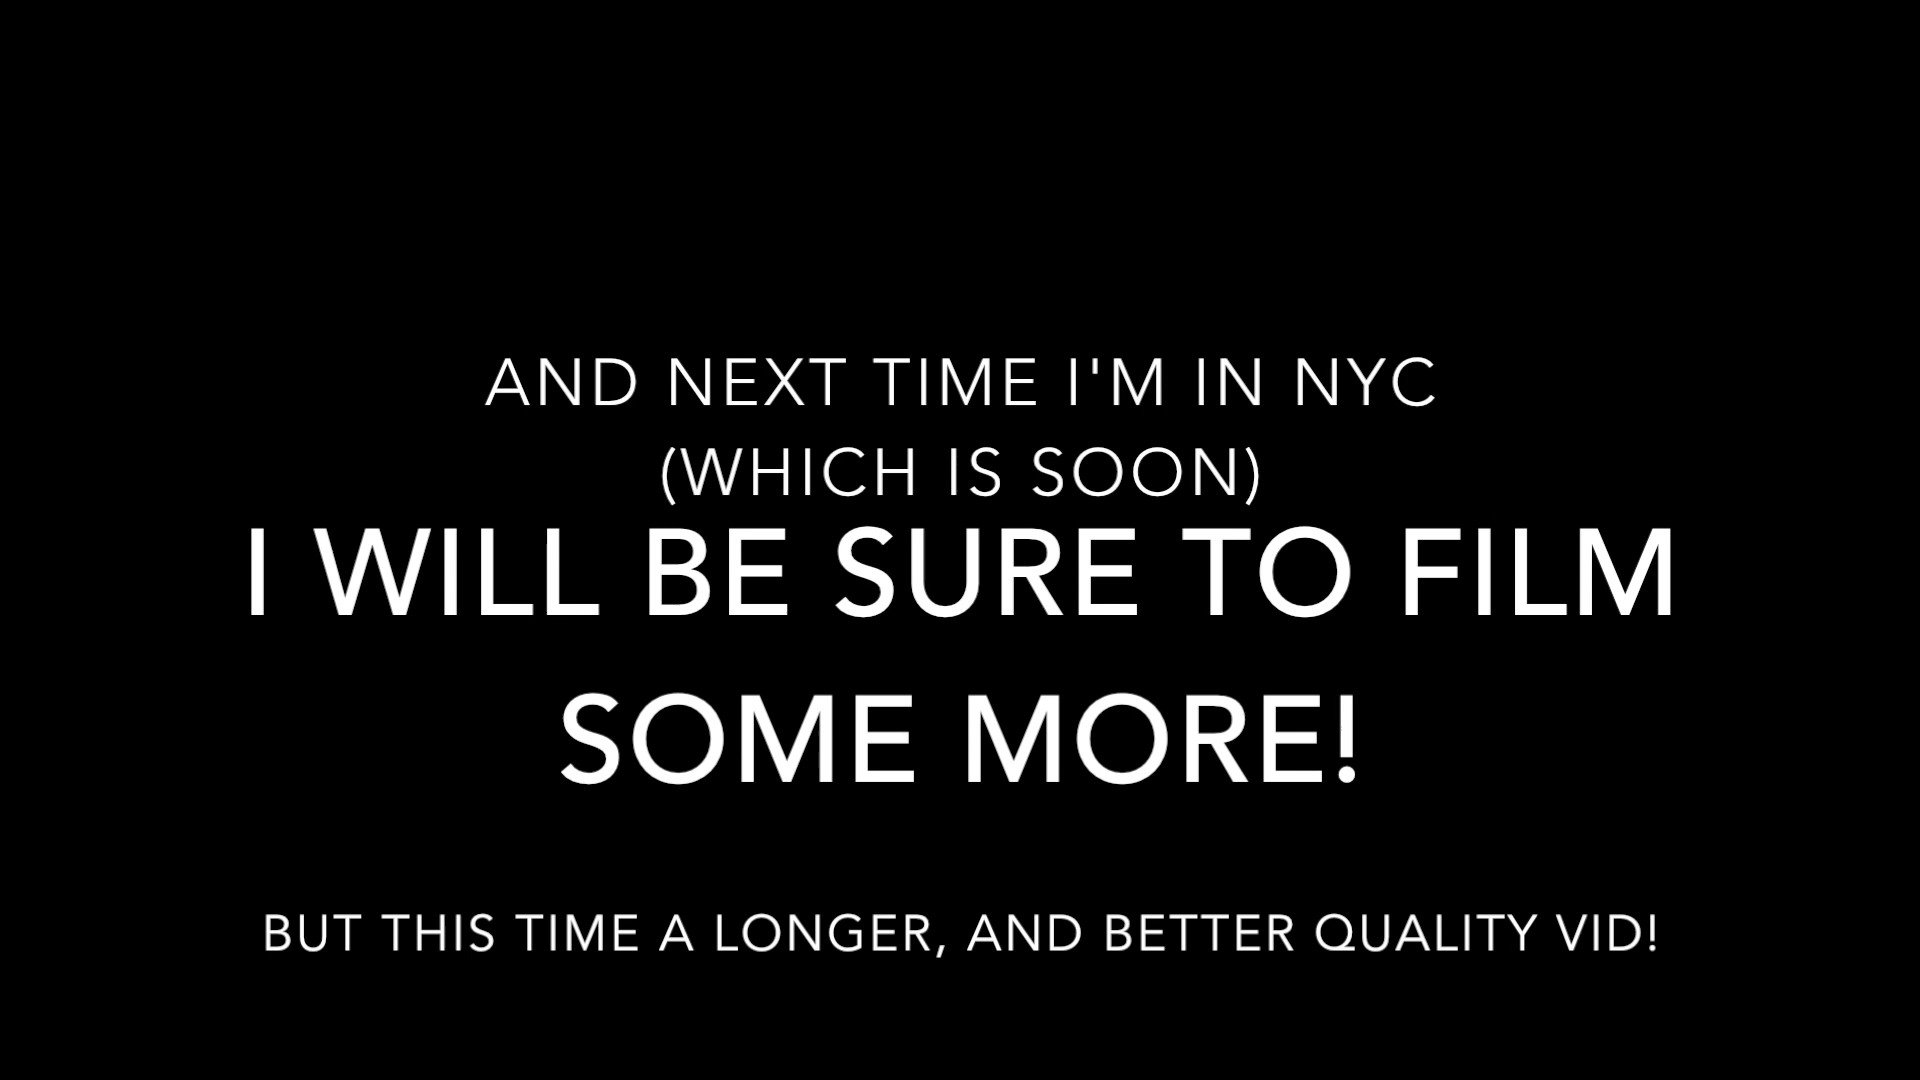 AND NEXT TIME I'M IN NYC
(WHICH IS SOON)
I WILL BE SURE TO FILM
SOME MORE!
BUT THIS TIME A LONGER, AND BETTER QUALITY VID!